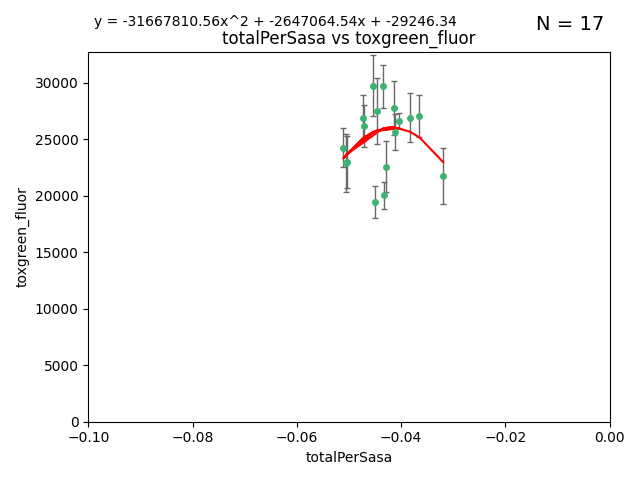 y = -31667810.56x^2 + -2647064.54x + -29246.34
N = 17
totalPerSasa vs toxgreen_fluor
30000
25000
20000
15000
10000
5000
0
toxgreen_fluor
−0.10
−0.08
−0.06
−0.04
−0.02
0.00
totalPerSasa